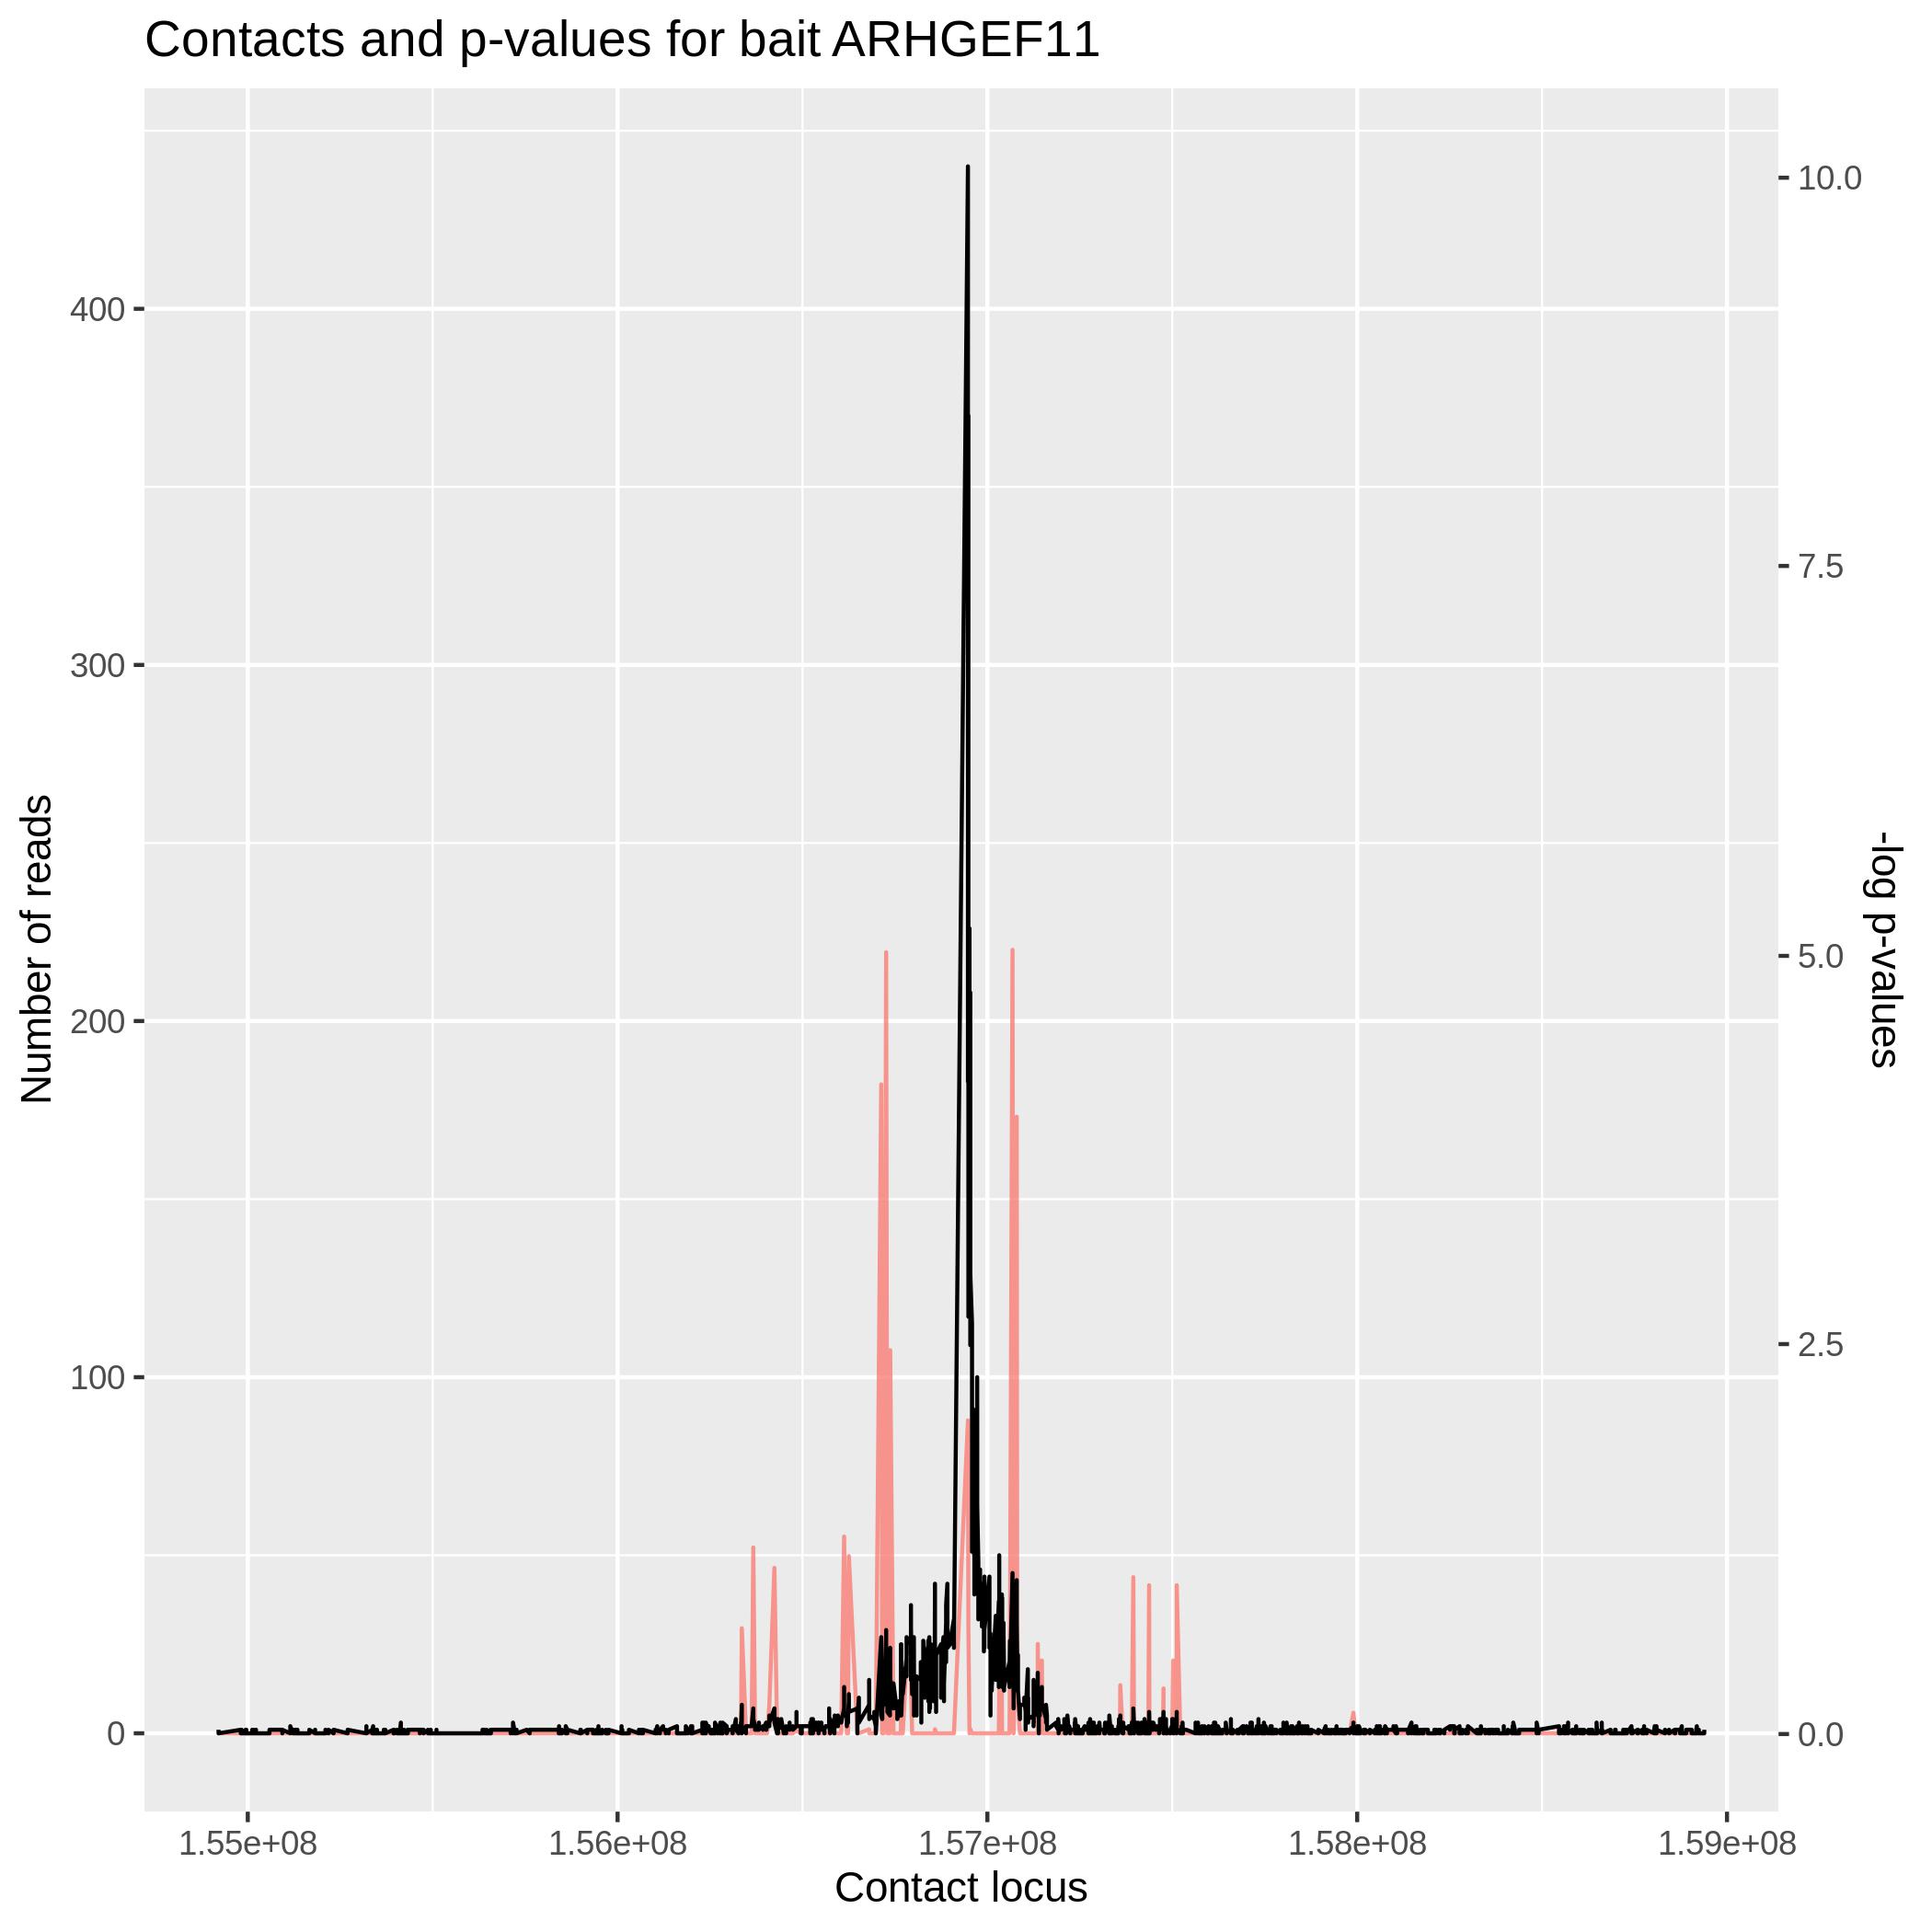 Contacts and p-values for bait ARHGEF11
Number of reads
400
300
200
100
0
10.0
7.5
5.0
2.5
0.0
-log p-values
1.55e+08
1.56e+08
1.57e+08
1.58e+08
1.59e+08
Contact locus